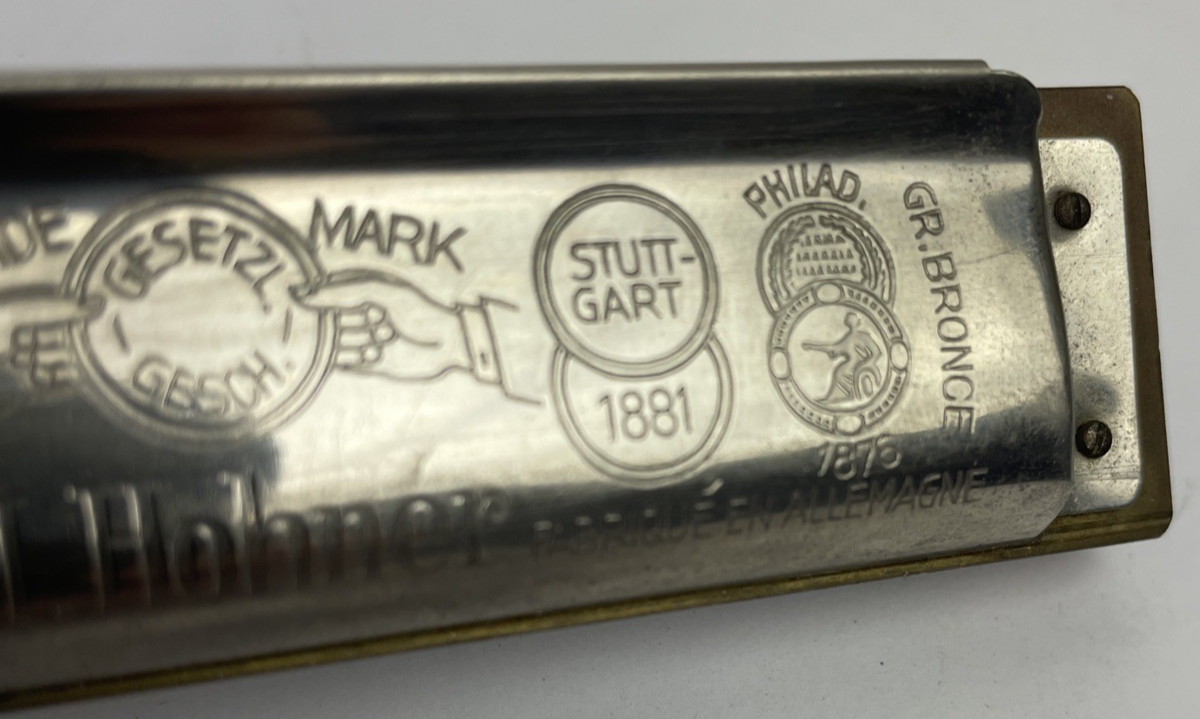 DE
GESETZL.
GESCH.
MARK
STUTT-
GART
1881
PHILAD.
1876
GR. BRONCE
M Hohner
FABRIQUÉ EN ALLEMAGNE